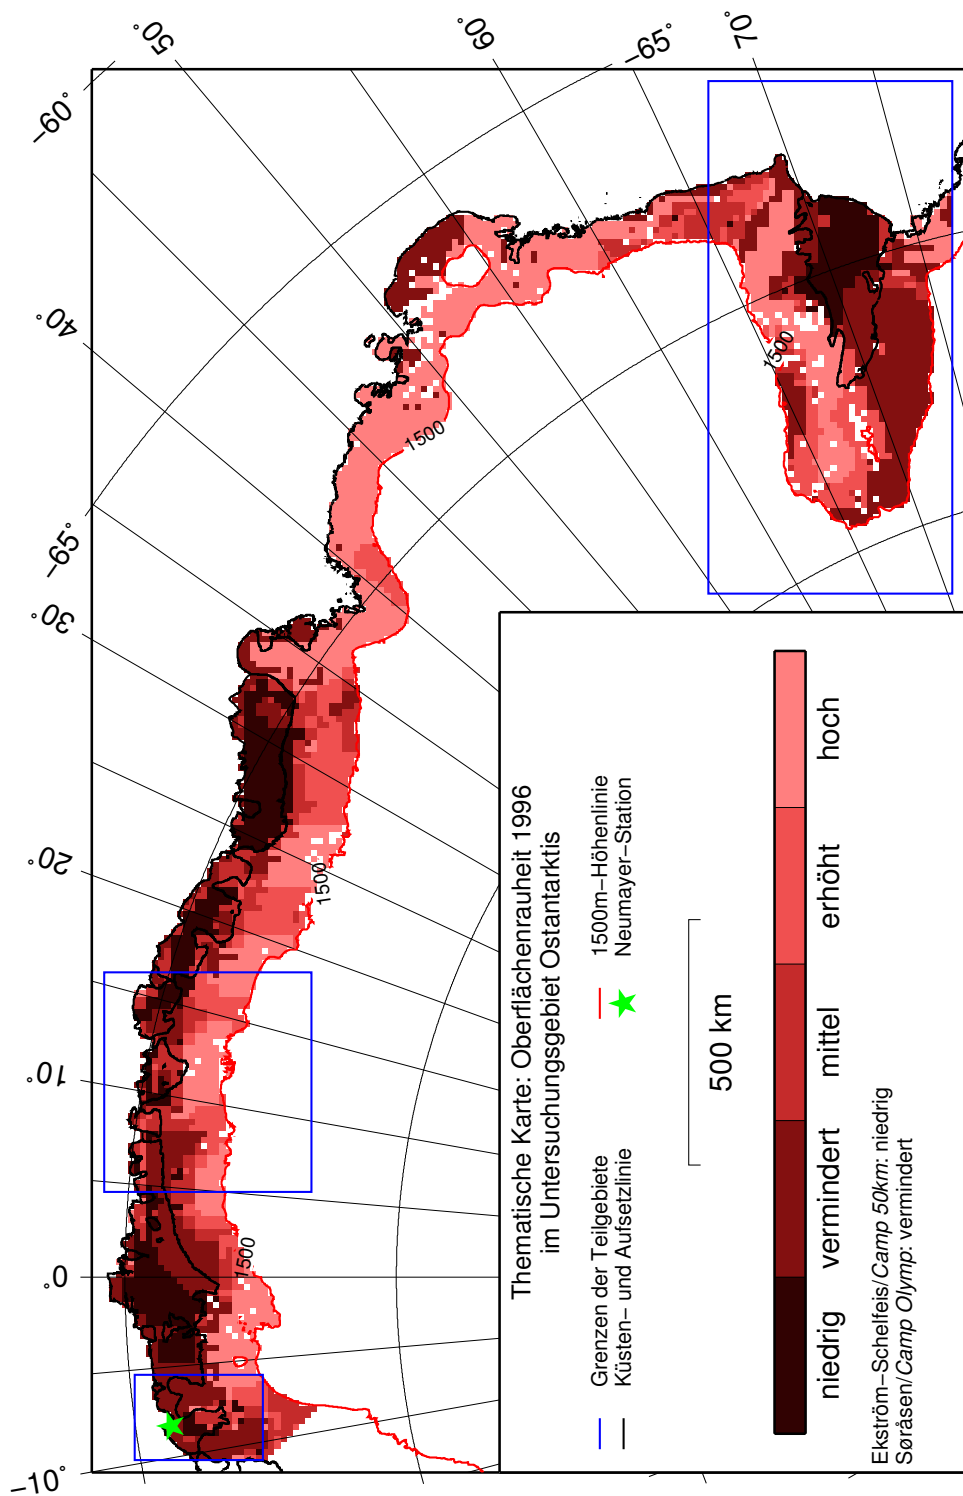 Thematische Karte: Oberflächenrauheit 1996
im Untersuchungsgebiet Ostantarktis
Grenzen der Teilgebiete
Küsten− und Aufsetzlinie
1500m−Höhenlinie
Neumayer−Station
500 km
niedrig vermindert mittel erhöht hoch
Ekström−Schelfeis/Camp 50km: niedrig
Søråsen/Camp Olymp: vermindert
−10˚
0˚
10˚
20˚
30˚
−65˚
40˚
−60˚
50˚
60˚
−65˚
70˚
1500
1500
1500
1500